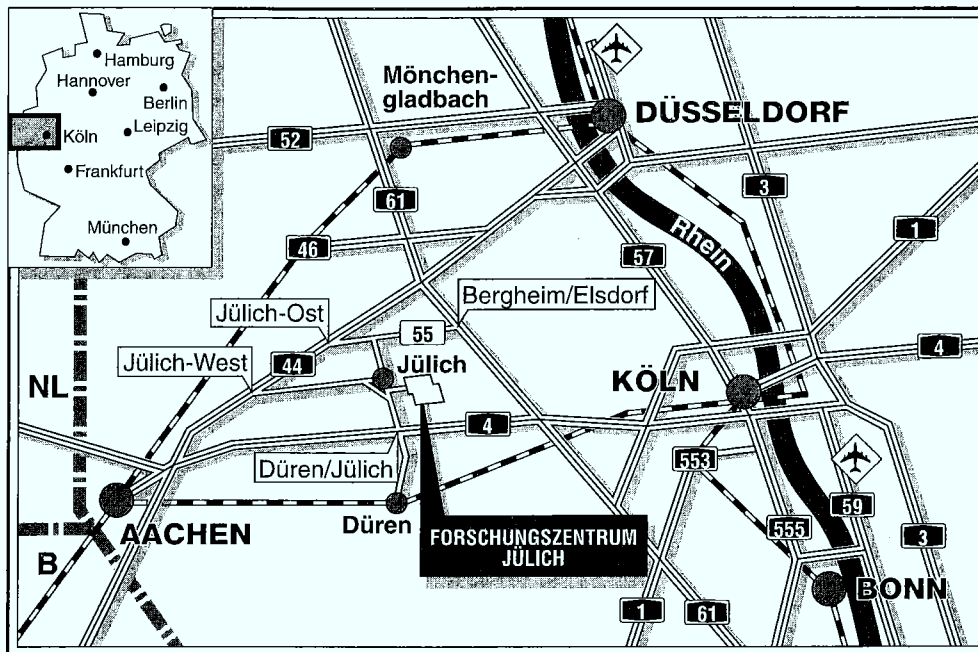 Hamburg
Hannover
Berlin
Köln
Leipzig
Frankfurt
München
Mönchen-
gladbach
DÜSSELDORF
52
61
3
1
46
57
Rhein
Bergheim/Elsdorf
Jülich-Ost
55
Jülich-West
44
Jülich
4
NL
KÖLN
4
Düren/Jülich
553
Düren
AACHEN
FORSCHUNGSZENTRUM
JÜLICH
555
59
3
B
BONN
1
61